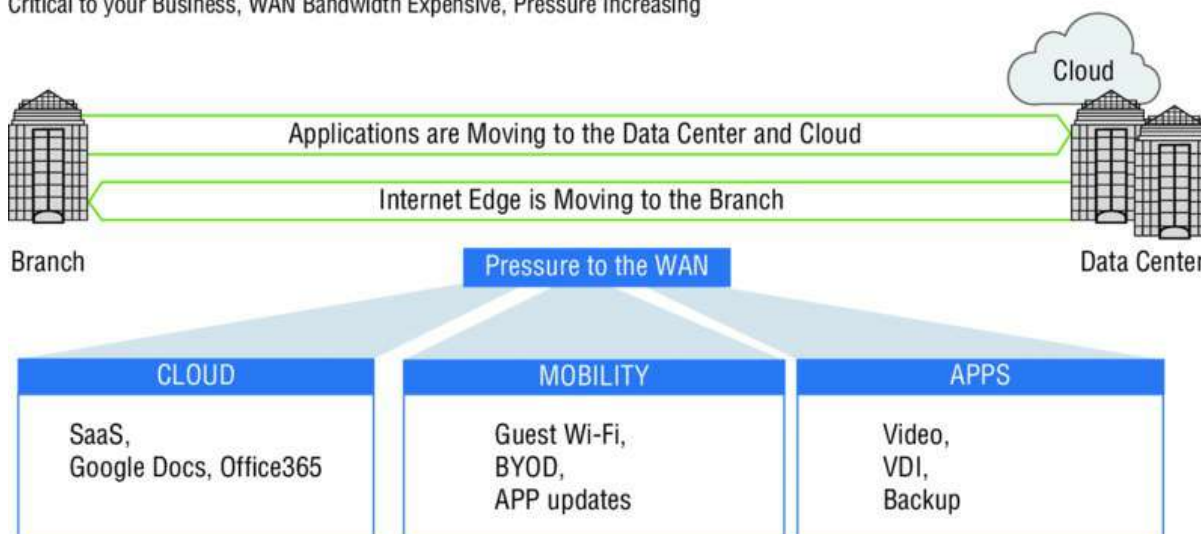 Critical to your Business, WAN Bandwidth Expensive, Pressure Increasing
Cloud
Applications are Moving to the Data Center and Cloud
Internet Edge is Moving to the Branch
Branch
Data Center
Pressure to the WAN
CLOUD
SaaS,
Google Docs, Office365
MOBILITY
Guest Wi-Fi,
BYOD,
APP updates
APPS
Video,
VDI,
Backup